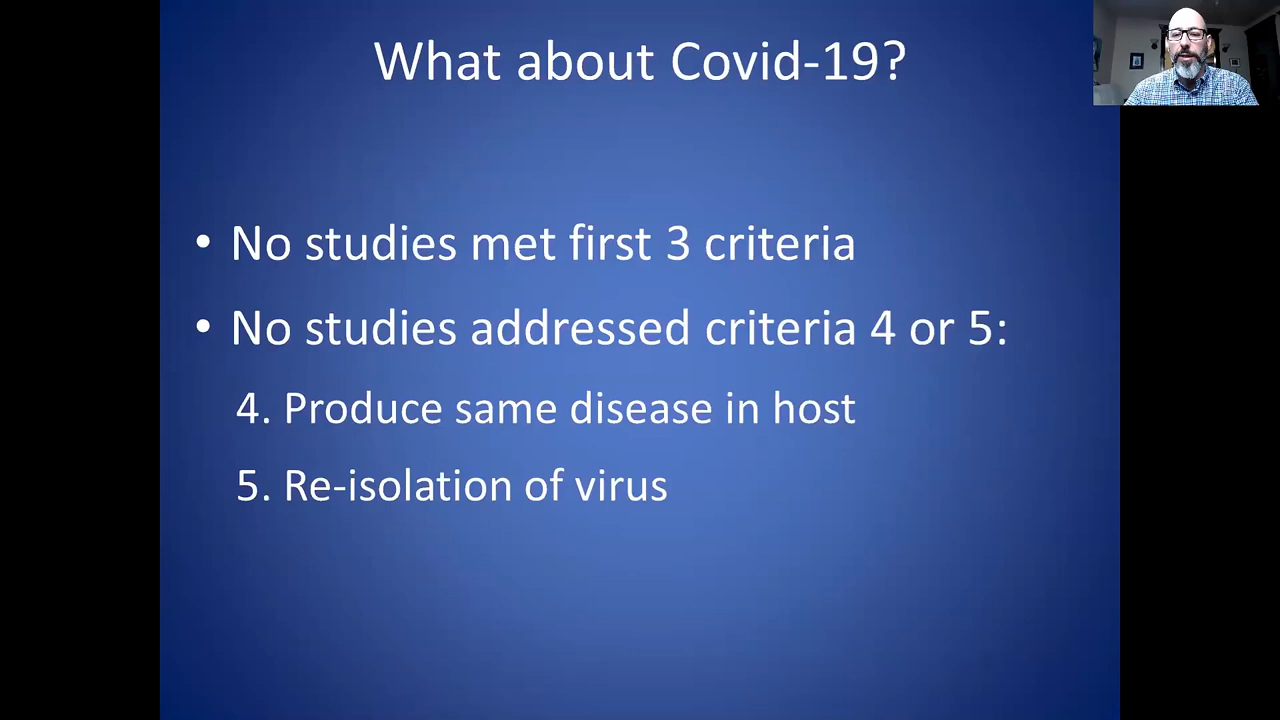 What about Covid-19?
• No studies met first 3 criteria
• No studies addressed criteria 4 or 5:
4. Produce same disease in host
5. Re-isolation of virus